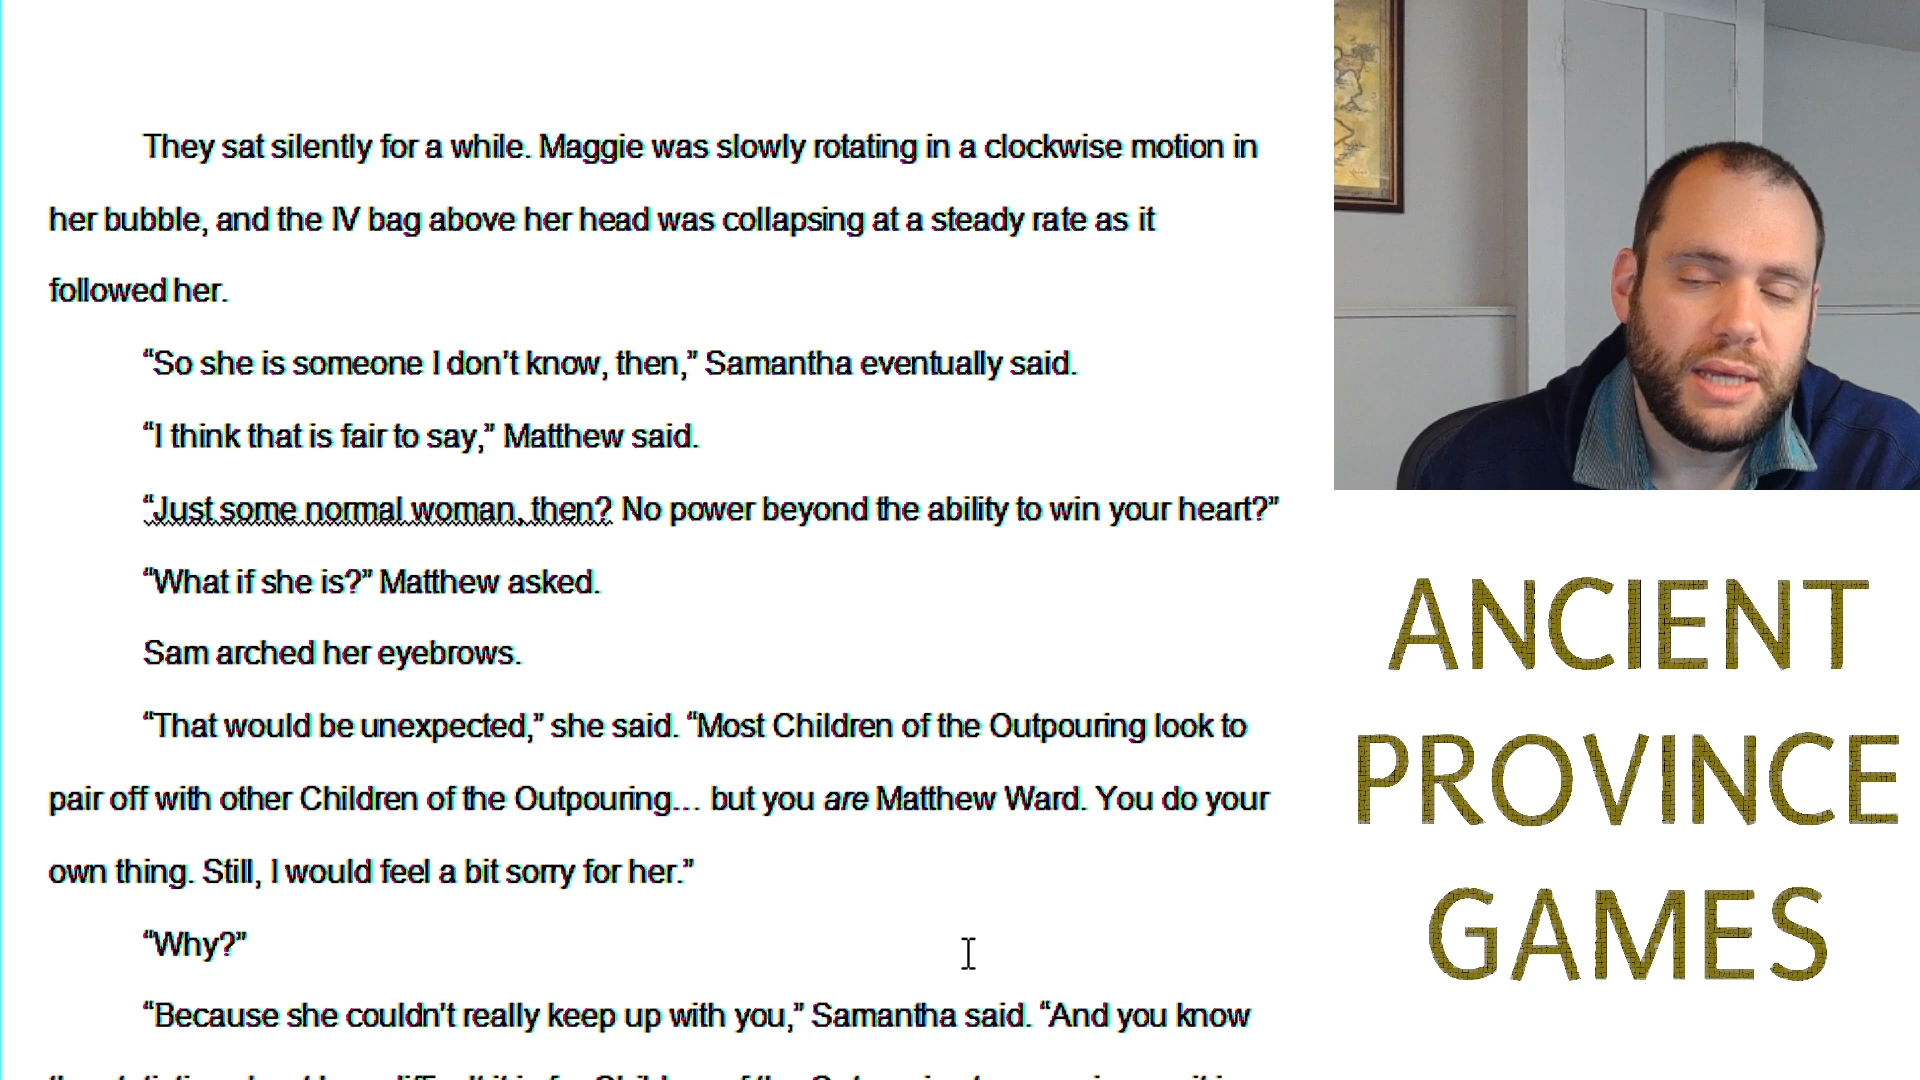 They sat silently for a while. Maggie was slowly rotating in a clockwise motion in
her bubble, and the IV bag above her head was collapsing at a steady rate as it
followed her.
“So she is someone I don’t know, then,” Samantha eventually said.
“I think that is fair to say,” Matthew said.
“Just some normal woman, then? No power beyond the ability to win your heart?”
“What if she is?” Matthew asked.
Sam arched her eyebrows.
“That would be unexpected,” she said. “Most Children of the Outpouring look to
pair off with other Children of the Outpouring… but you are Matthew Ward. You do your
own thing. Still, I would feel a bit sorry for her.”
“Why?”
“Because she couldn’t really keep up with you,” Samantha said. “And you know
ANCIENT
PROVINCE
GAMES